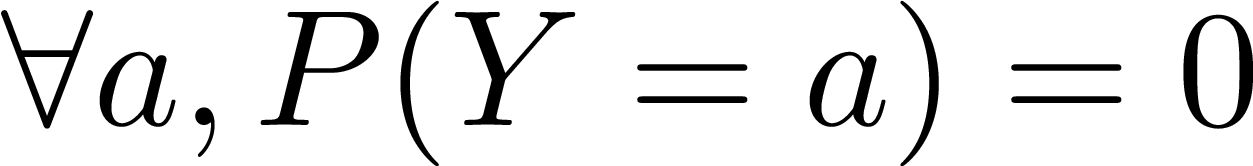 ∀a, P(Y = a) = 0